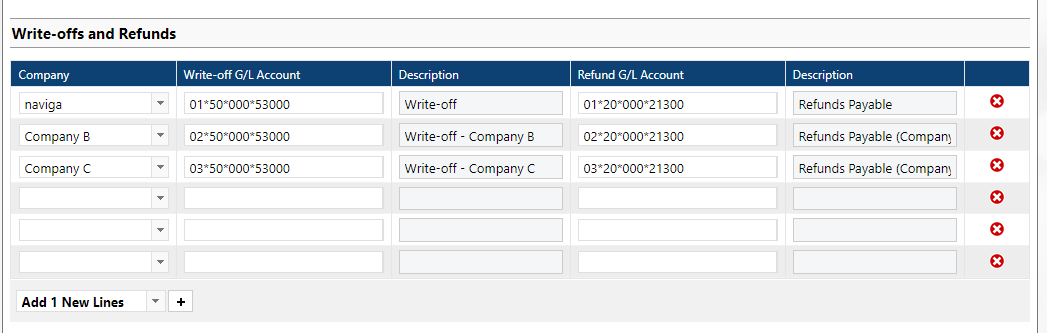 Write-offs and Refunds
Company Write-off G/L Account Description Refund G/L Account Description
naviga 01*50*000*53000 Write-off 01*20*000*21300 Refunds Payable
Company B 02*50*000*53000 Write-off - Company B 02*20*000*21300 Refunds Payable (Company
Company C 03*50*000*53000 Write-off - Company C 03*20*000*21300 Refunds Payable (Company
Add 1 New Lines +